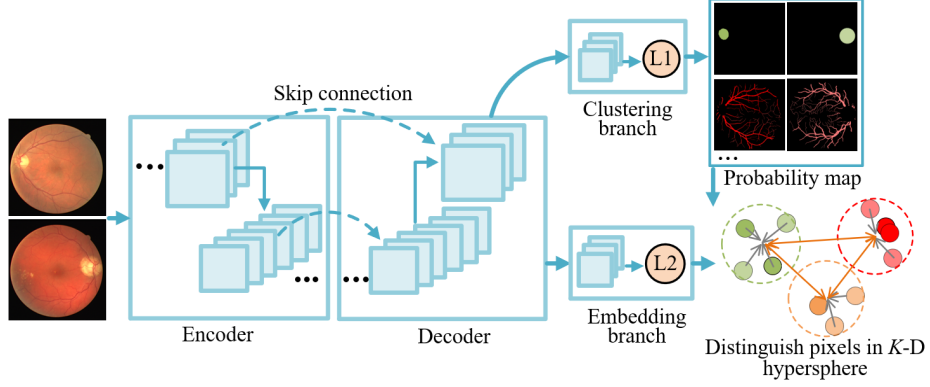 Skip connection
Encoder
Decoder
L1
Clustering
branch
L2
Embedding
branch
Probability map
Distinguish pixels in K-D
hypersphere